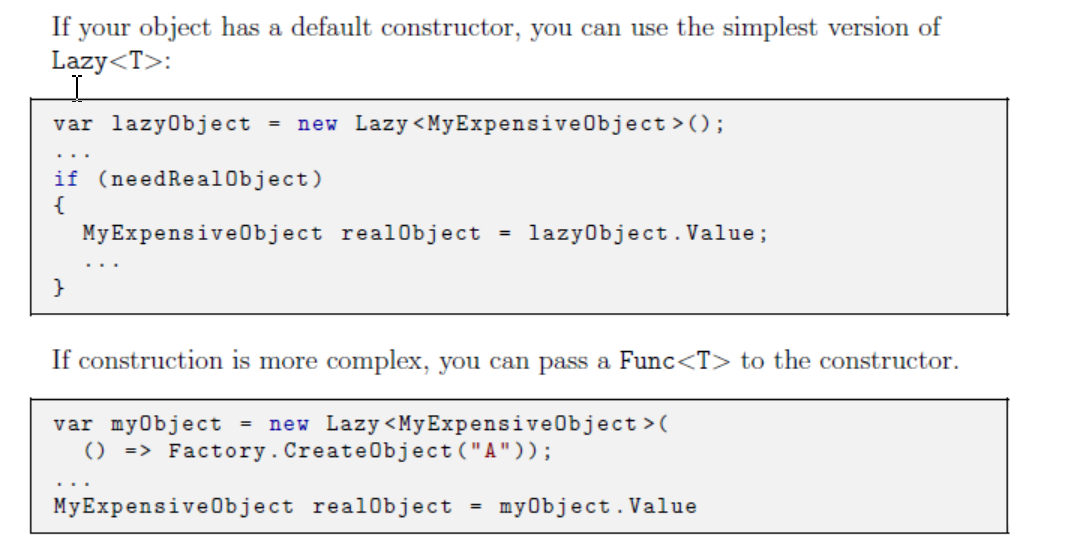 If your object has a default constructor, you can use the simplest version of
Lazy<T>:
var lazyObject = new Lazy<MyExpensiveObject>();
...
if (needRealObject)
{
  MyExpensiveObject realObject = lazyObject.Value;
  ...
}
If construction is more complex, you can pass a Func<T> to the constructor.
var myObject = new Lazy<MyExpensiveObject>(
  () => Factory.CreateObject("A"));
...
MyExpensiveObject realObject = myObject.Value